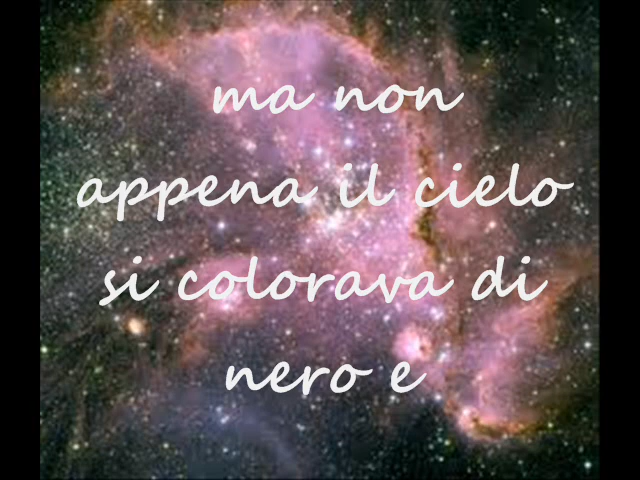 ma non
appena il cielo
si colorava di
nero e